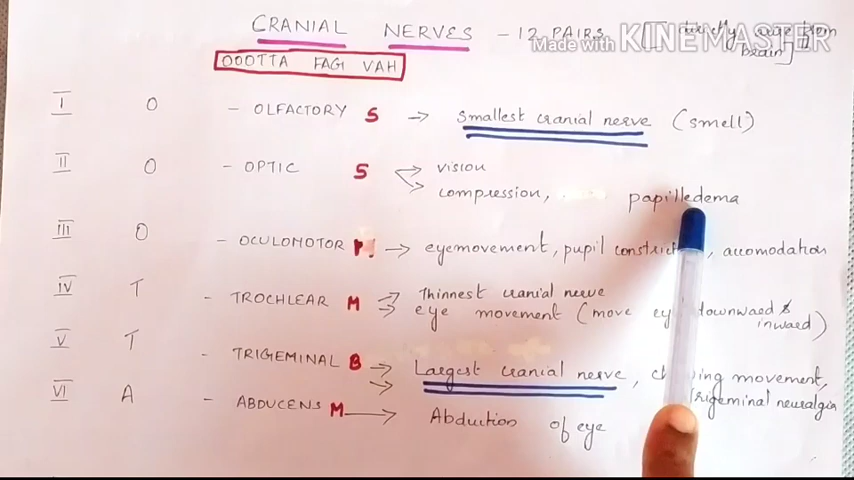 CRANIAL NERVES - 12 PAIRS
Made with KINEMASTER
brain]
OOOTTA FAGI VAH
I O - OLFACTORY S → Smallest cranial nerve (smell)
II O - OPTIC S → vision
→ compression, papilledema
III O - OCULOMOTOR → eyemovement, pupil , accomodation
IV T - TROCHLEAR M → Thinnest cranial nerve
→ eye movement (move downward & inward)
V T - TRIGEMINAL B → Largest cranial nerve, movement,
→ trigeminal neuralgia
VI A - ABDUCENS M → Abduction of eye